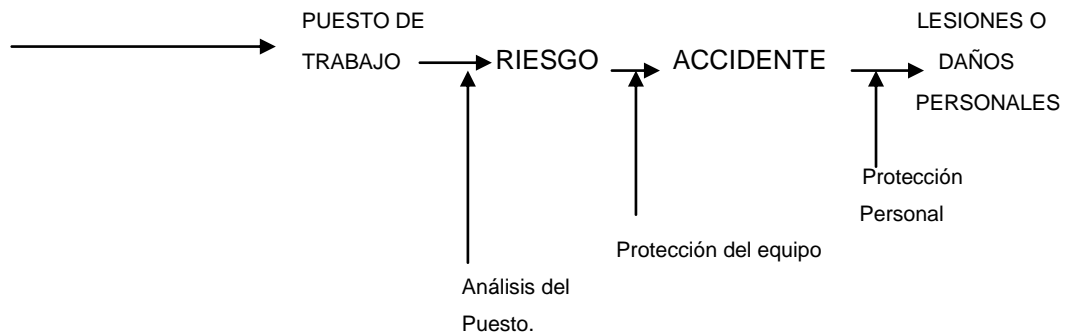 PUESTO DE
TRABAJO
RIESGO
ACCIDENTE
LESIONES O
DAÑOS
PERSONALES
Protección
Personal
Protección del equipo
Análisis del
Puesto.